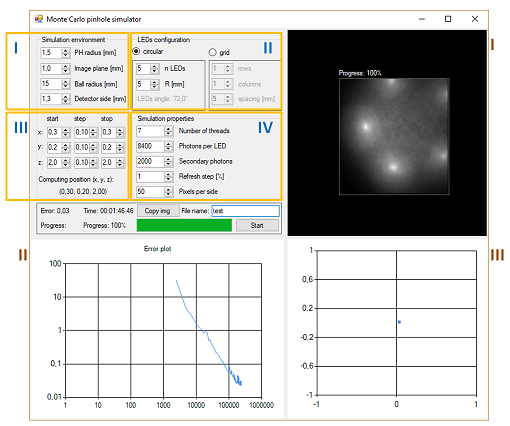 Monte Carlo pinhole simulator
I
Simulation environment
1,5 PH radius [mm]
1,0 Image plane [mm]
15 Ball radius [mm]
1,3 Detector side [mm]
II
LEDs configuration
circular grid
5 n LEDs 1 rows
5 R [mm] 1 columns
LEDs angle: 72,0° 5 spacing [mm]
I
Progress: 100%
III
start step stop
x: 0,3 0,10 0,3
y: 0,2 0,10 0,2
z: 2,0 0,10 2,0
Computing position (x, y, z):
(0,30, 0,20, 2,00)
IV
Simulation properties
7 Number of threads
8400 Photons per LED
2000 Secondary photons
1 Refresh step [%]
50 Pixels per side
Error: 0,03 Time: 00:01:46.46 Copy img File name: test
Progress: Progress: 100% Start
II
Error plot
100
10
1
0,1
0.01
1 10 100 1000 10000 100000 1000000
III
1
0,6
0,2
-0,2
-0,6
-1
-1 0 1